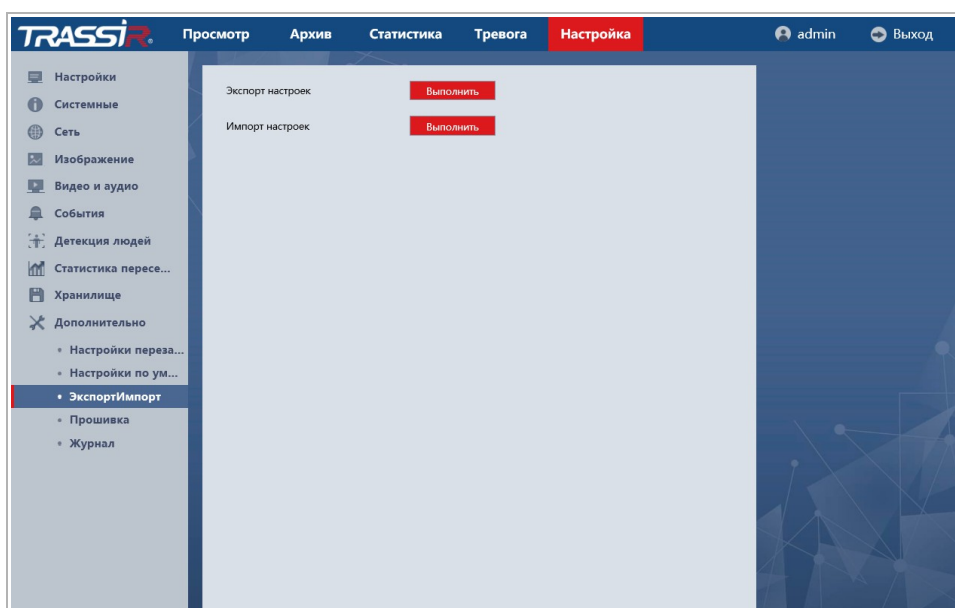 TRASSIR®
Просмотр Архив Статистика Тревога Настройка admin Выход
Настройки
Системные
Сеть
Изображение
Видео и аудио
События
Детекция людей
Статистика пересе...
Хранилище
Дополнительно
Настройки переза...
Настройки по ум...
ЭкспортИмпорт
Прошивка
Журнал
Экспорт настроек Выполнить
Импорт настроек Выполнить